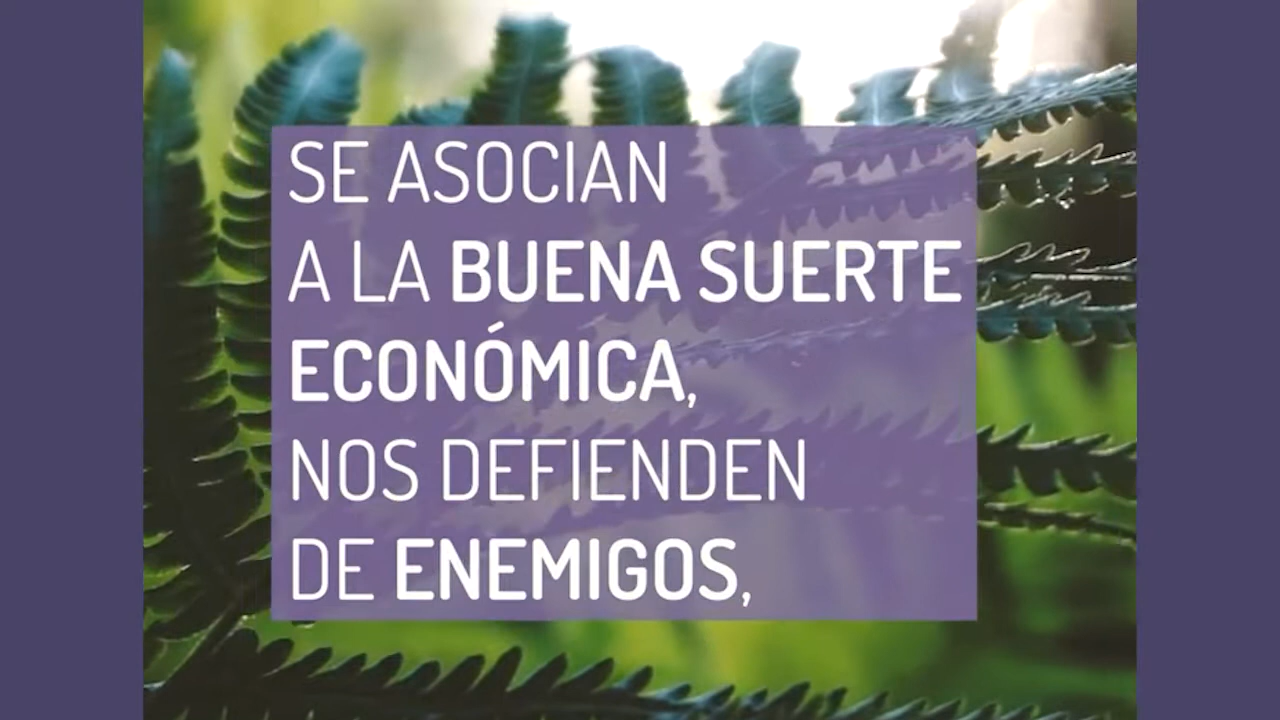 SE ASOCIAN
A LA BUENA SUERTE
ECONÓMICA,
NOS DEFIENDEN
DE ENEMIGOS,